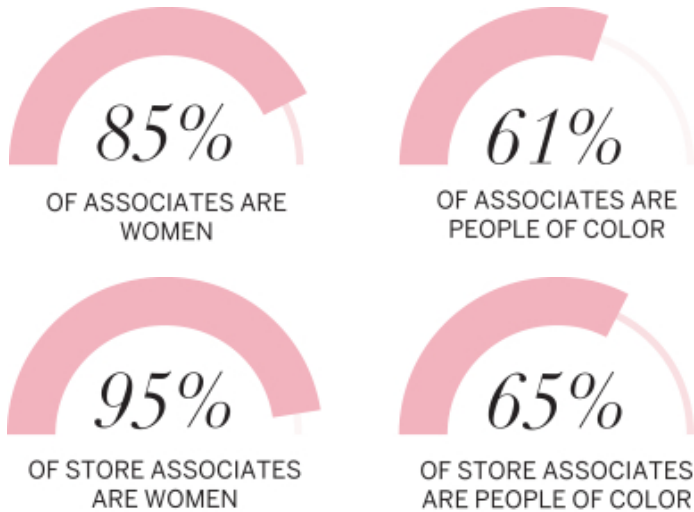 85%
OF ASSOCIATES ARE
WOMEN
61%
OF ASSOCIATES ARE
PEOPLE OF COLOR
95%
OF STORE ASSOCIATES
ARE WOMEN
65%
OF STORE ASSOCIATES
ARE PEOPLE OF COLOR